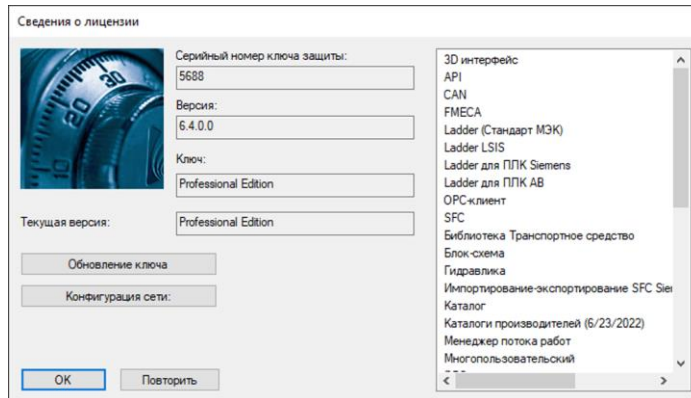 Сведения о лицензии
Серийный номер ключа защиты:
5688
Версия:
6.4.0.0
Ключ:
Professional Edition
Текущая версия:
Professional Edition
Обновление ключа
Конфигурация сети:
OK
Повторить
3D интерфейс
API
CAN
FMECA
Ladder (Стандарт МЭК)
Ladder LSIS
Ladder для ПЛК Siemens
Ladder для ПЛК AB
OPC-клиент
SFC
Библиотека Транспортное средство
Блок-схема
Гидравлика
Импортирование-экспортирование SFC Sie
Каталог
Каталоги производителей (6/23/2022)
Менеджер потока работ
Многопользовательский
30
20
10